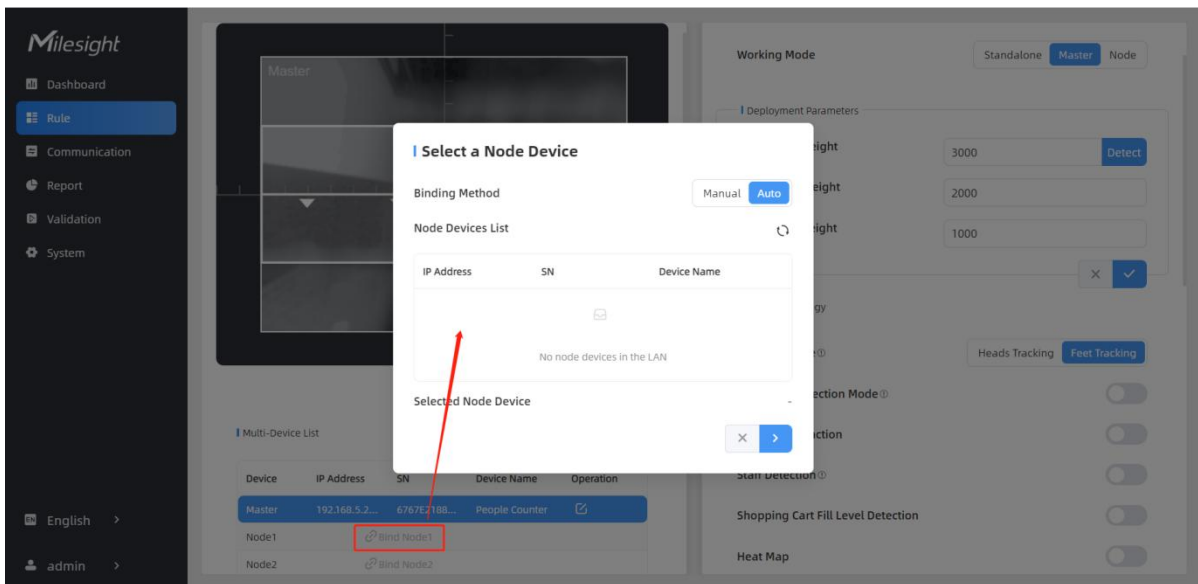 Milesight
Dashboard
Rule
Communication
Report
Validation
System
EN English
admin
Master
Working Mode
Standalone Master Node
Deployment Parameters
eight
3000 Detect
eight
2000
eight
1000
gy
e
Heads Tracking Feet Tracking
ection Mode
nction
Staff Detection
Shopping Cart Fill Level Detection
Heat Map
Select a Node Device
Binding Method
Manual Auto
Node Devices List
IP Address SN Device Name
No node devices in the LAN
Selected Node Device -
Multi-Device List
Device IP Address SN Device Name Operation
Master 192.168.5.2... 6767E2188... People Counter
Node1 Bind Node1
Node2 Bind Node2